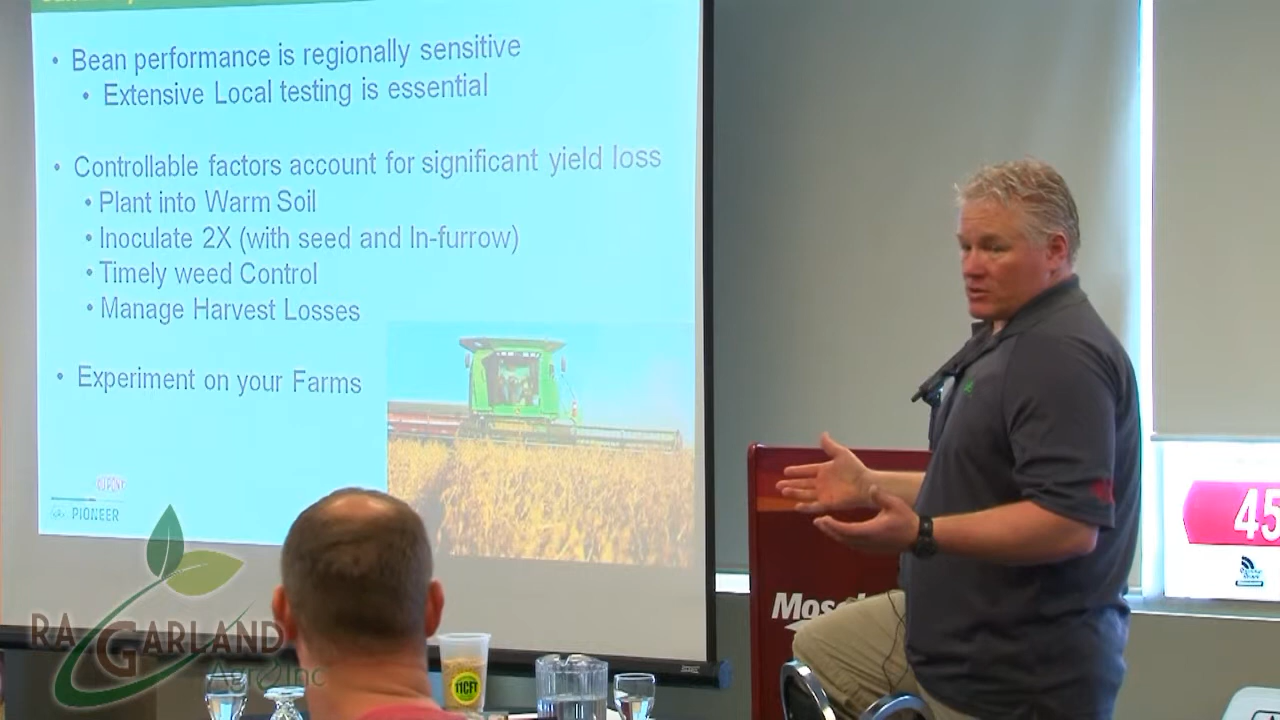 • Bean performance is regionally sensitive
• Extensive Local testing is essential
• Controllable factors account for significant yield loss
• Plant into Warm Soil
• Inoculate 2X (with seed and In-furrow)
• Timely weed Control
• Manage Harvest Losses
• Experiment on your Farms
PIONEER
45
RA GARLAND
Agro Inc
11CFT